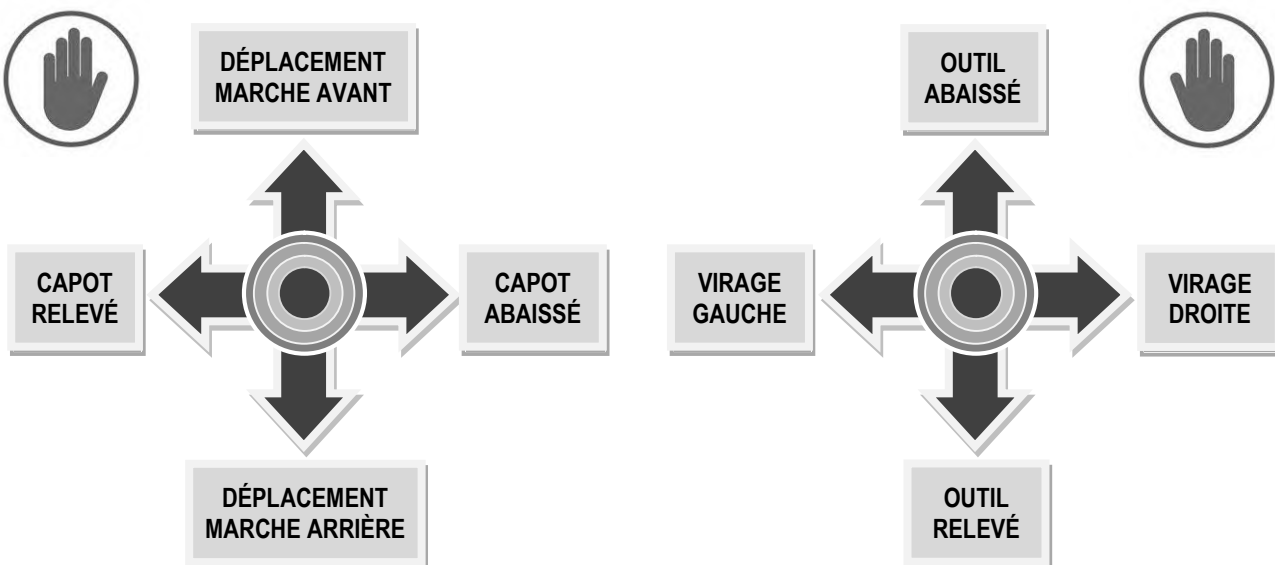 DÉPLACEMENT
MARCHE AVANT
CAPOT
RELEVÉ
CAPOT
ABAISSÉ
DÉPLACEMENT
MARCHE ARRIÈRE
OUTIL
ABAISSÉ
VIRAGE
GAUCHE
VIRAGE
DROITE
OUTIL
RELEVÉ